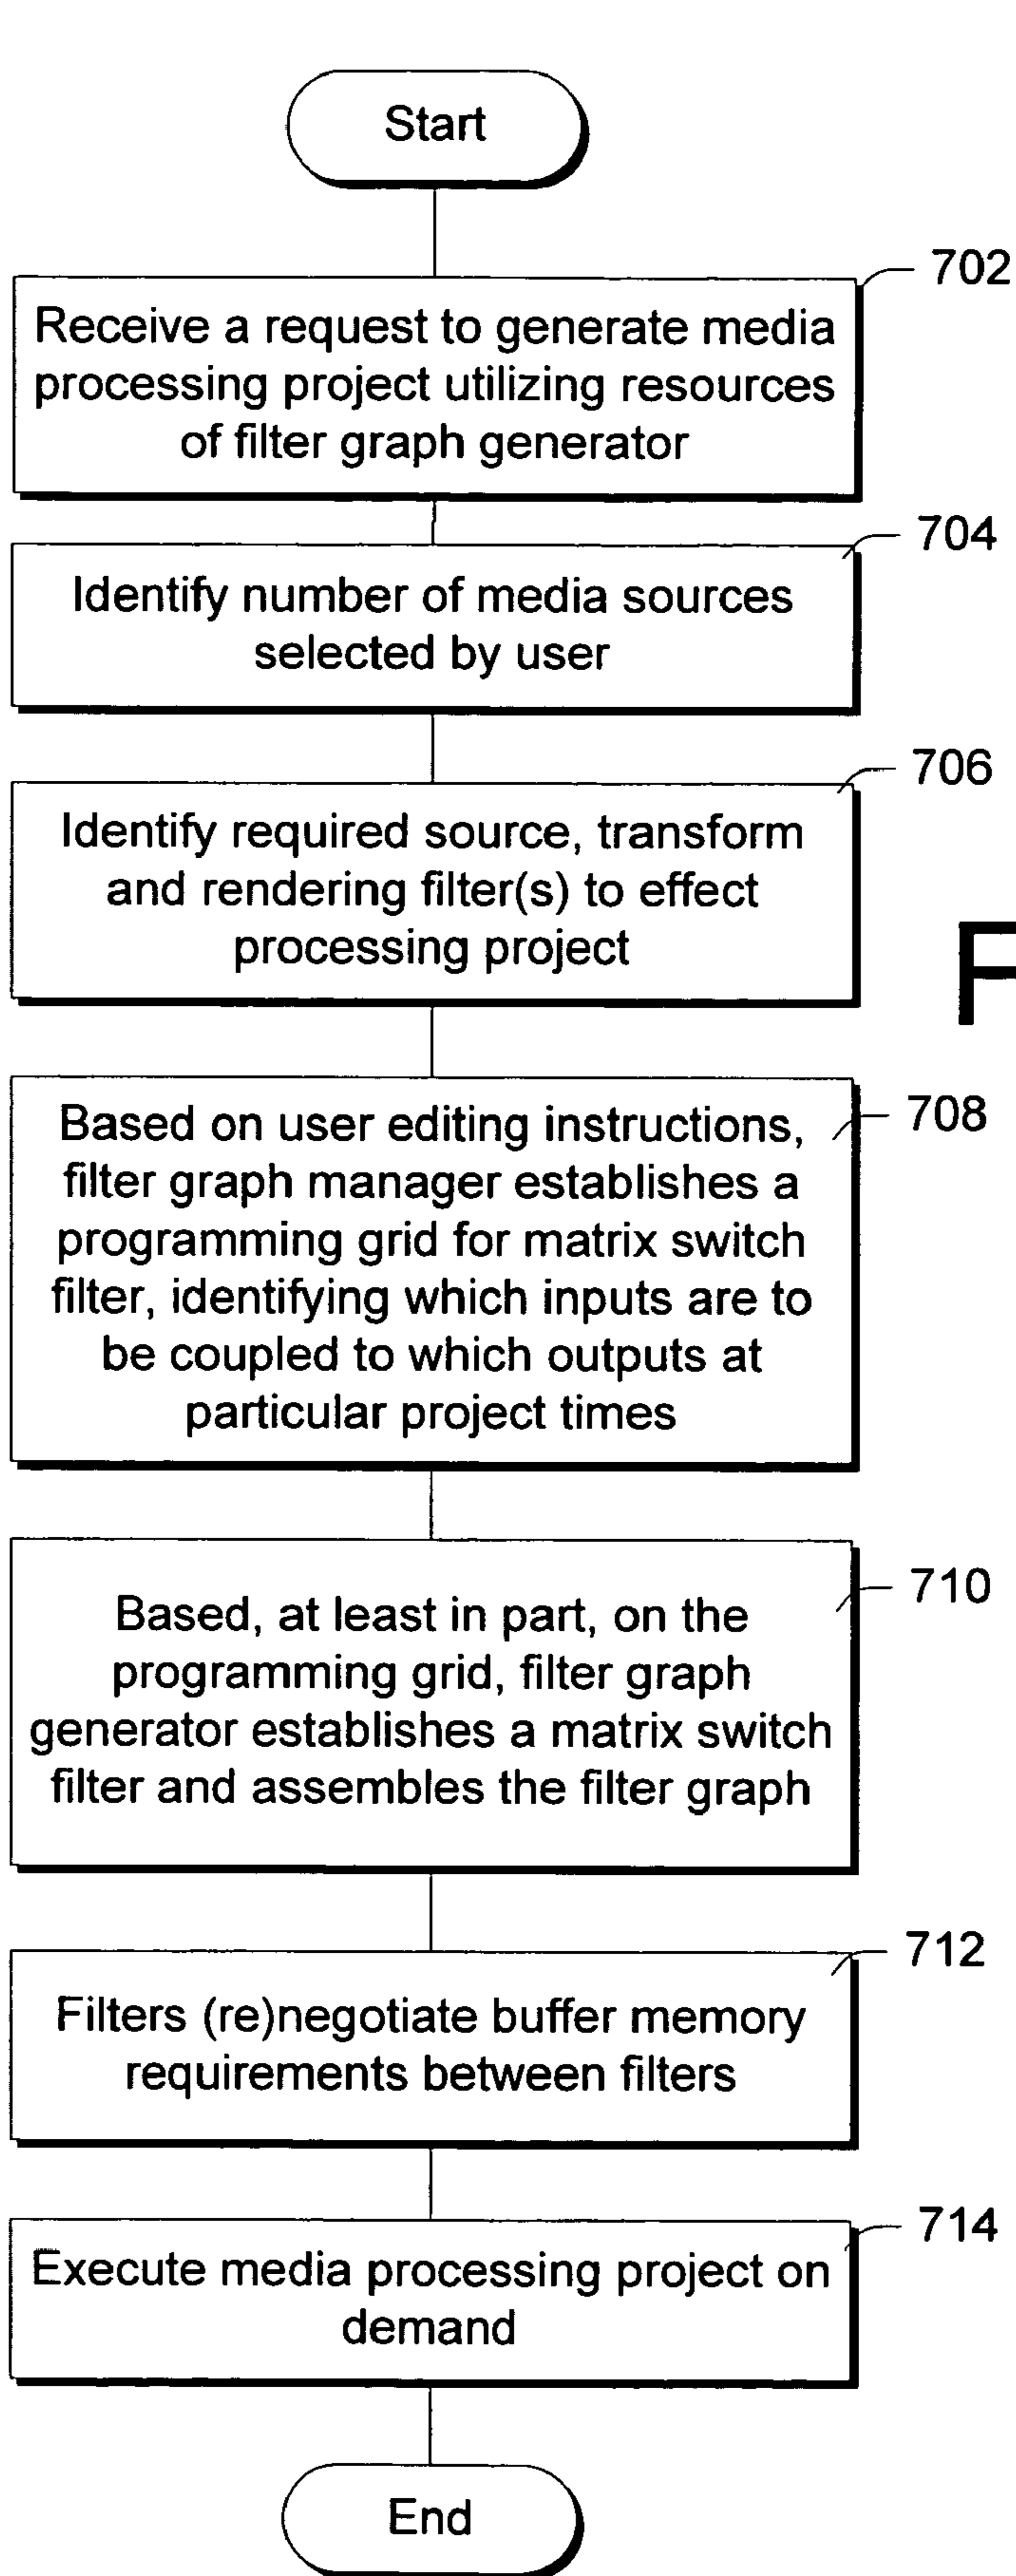 Start
702
Receive a request to generate media
processing project utilizing resources
of filter graph generator
704
Identify number of media sources
selected by user
706
Identify required source, transform
and rendering filter(s) to effect
processing project
F
708
Based on user editing instructions,
filter graph manager establishes a
programming grid for matrix switch
filter, identifying which inputs are to
be coupled to which outputs at
particular project times
710
Based, at least in part, on the
programming grid, filter graph
generator establishes a matrix switch
filter and assembles the filter graph
712
Filters (re)negotiate buffer memory
requirements between filters
714
Execute media processing project on
demand
End